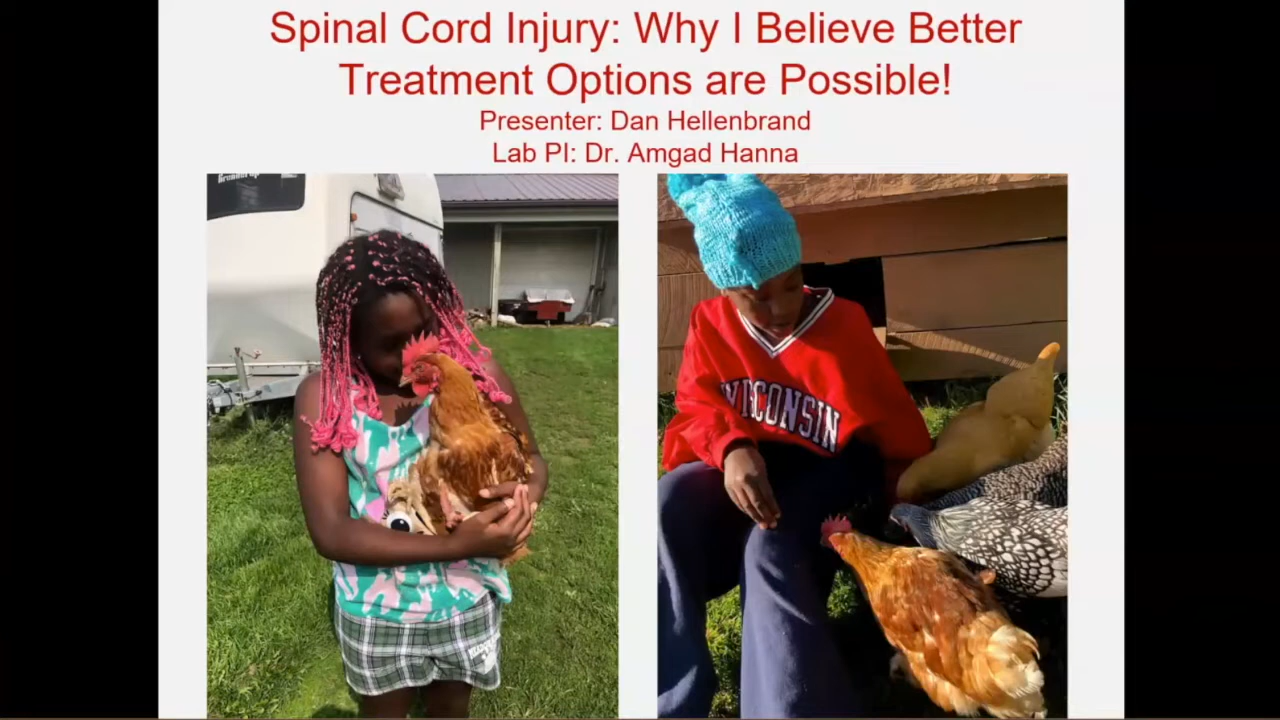 Spinal Cord Injury: Why I Believe Better
Treatment Options are Possible!
Presenter: Dan Hellenbrand
Lab PI: Dr. Amgad Hanna
WISCONSIN